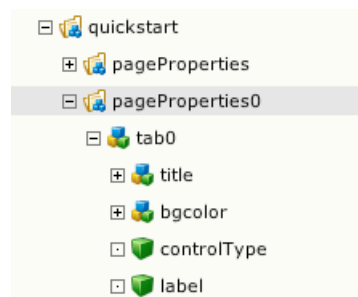 quickstart
pageProperties
pageProperties0
tab0
title
bgcolor
controlType
label